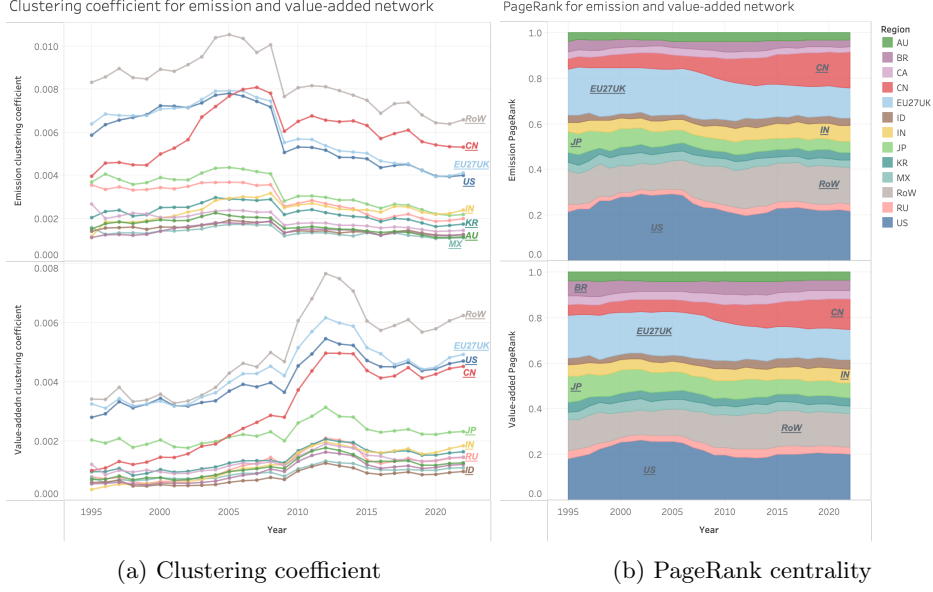 Clustering coefficient for emission and value-added network
Emission clustering coefficient
0.010
0.008
0.006
0.004
0.002
0.000
RoW
CN
EU27UK
US
IN
KR
AU
MX
Value-addedn clustering coefficient
0.008
0.006
0.004
0.002
0.000
RoW
EU27UK
US
CN
JP
IN
RU
ID
1995
2000
2005
2010
2015
2020
Year
(a) Clustering coefficient
PageRank for emission and value-added network
Emission PageRank
1.0
0.8
0.6
0.4
0.2
0.0
CN
EU27UK
IN
JP
RoW
US
Value-added PageRank
1.0
0.8
0.6
0.4
0.2
0.0
BR
CN
EU27UK
IN
JP
RoW
US
1995
2000
2005
2010
2015
2020
Year
Region
AU
BR
CA
CN
EU27UK
ID
IN
JP
KR
MX
RoW
RU
US
(b) PageRank centrality